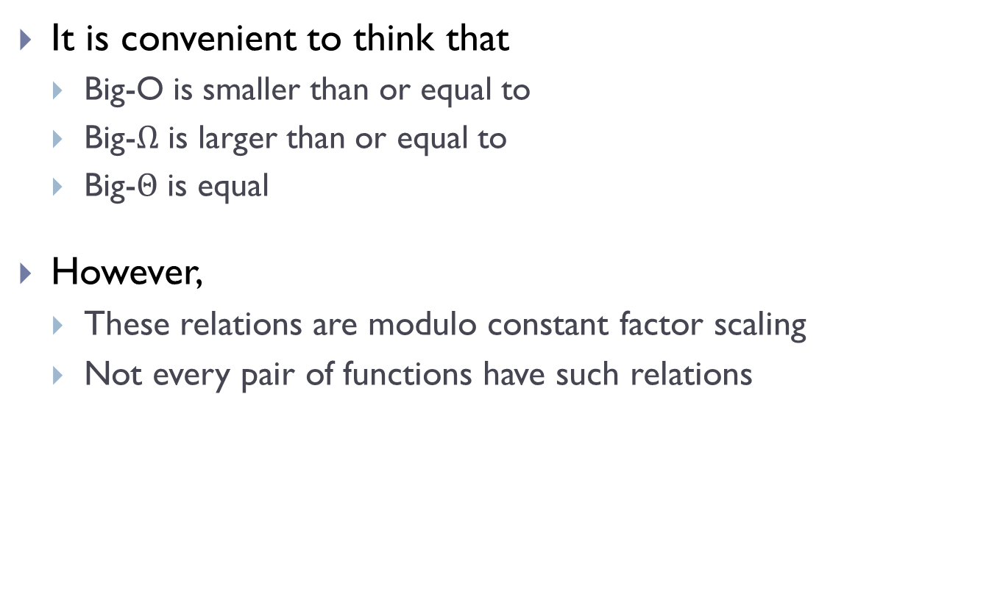 It is convenient to think that
Big-O is smaller than or equal to
Big-Ω is larger than or equal to
Big-Θ is equal
However,
These relations are modulo constant factor scaling
Not every pair of functions have such relations